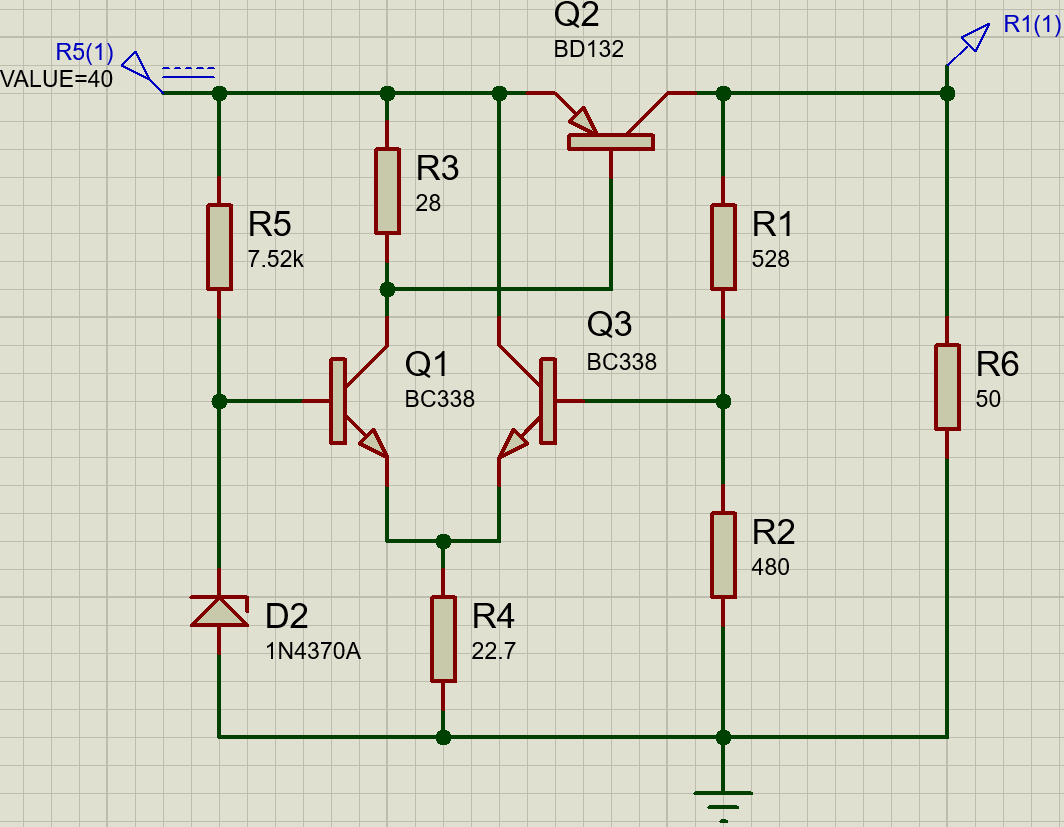 Q2
BD132
R5(1)
VALUE=40
R1(1)
R3
28
R5
7.52k
R1
528
Q3
BC338
Q1
BC338
R6
50
R2
480
D2
1N4370A
R4
22.7